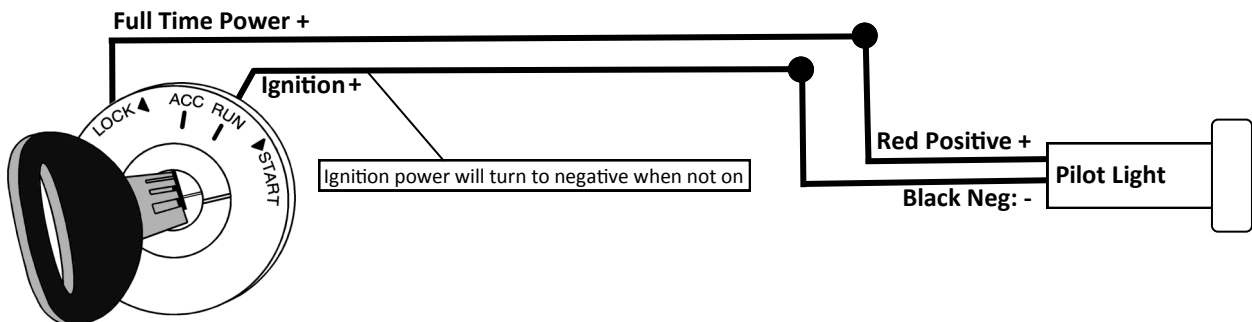 Full Time Power +
Ignition +
LOCK
ACC
RUN
START
Ignition power will turn to negative when not on
Red Positive +
Pilot Light
Black Neg: -